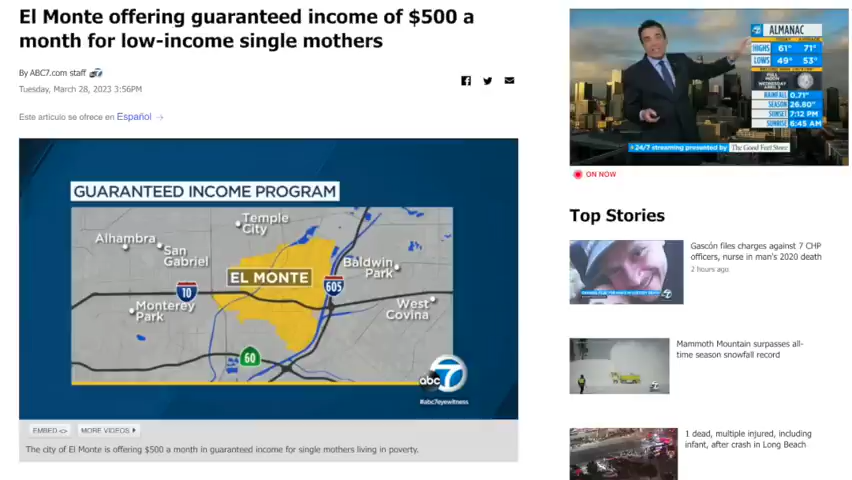 El Monte offering guaranteed income of $500 a
month for low-income single mothers
By ABC7.com staff
Tuesday, March 28, 2023 3:56PM
Este artículo se ofrece en Español →
GUARANTEED INCOME PROGRAM
Temple
City
Alhambra
San
Gabriel
Baldwin
Park
EL MONTE
605
10
Monterey
Park
West
Covina
60
abc 7
#abc7eyewitness
EMBED <>
MORE VIDEOS
The city of El Monte is offering $500 a month in guaranteed income for single mothers living in poverty.
ALMANAC
HIGHS 61° 71°
LOWS 49° 53°
FULL
MOON
WEDNESDAY
RAINFALL 0.71"
SEASON 26.80"
SUNSET 7:12 PM
SUNRISE 6:45 AM
24/7 streaming presented by The Good Feet Store
ON NOW
Top Stories
Gascón files charges against 7 CHP
officers, nurse in man's 2020 death
2 hours ago
Mammoth Mountain surpasses all-
time season snowfall record
1 dead, multiple injured, including
infant, after crash in Long Beach